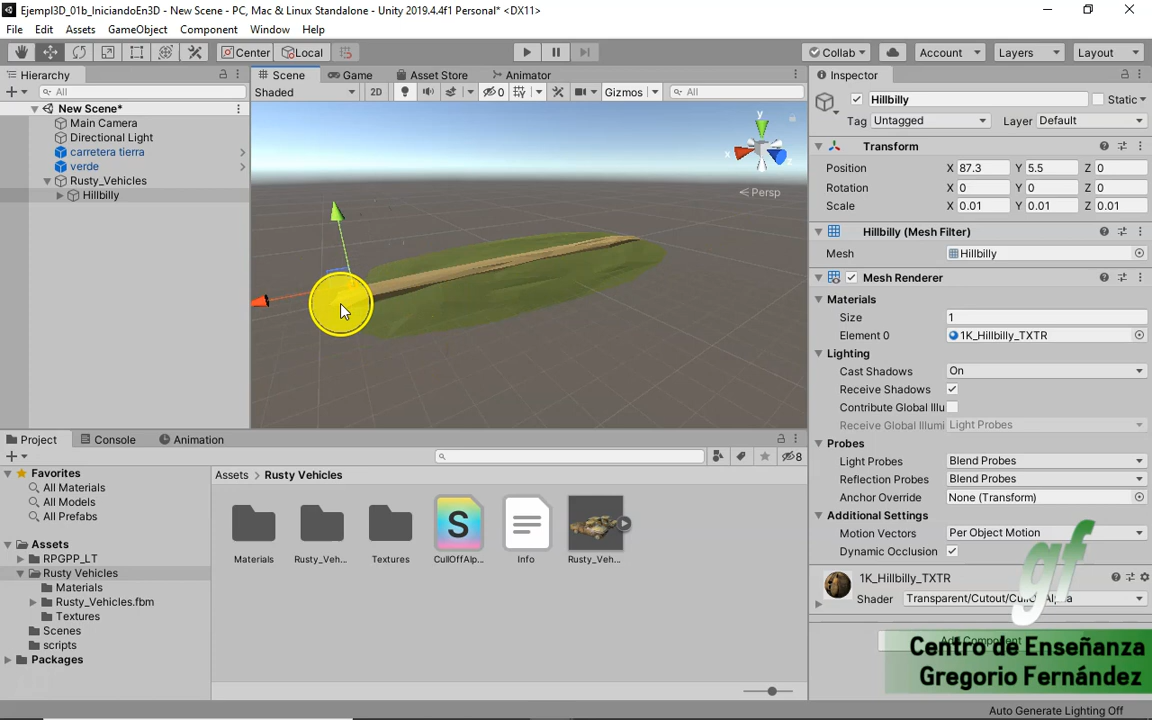 Ejempl3D_01b_IniciandoEn3D - New Scene - PC, Mac & Linux Standalone - Unity 2019.4.4f1 Personal* <DX11>
File Edit Assets GameObject Component Window Help
Center Local Collab Account Layers Layout
Hierarchy
All
New Scene*
Main Camera
Directional Light
carretera tierra
verde
Rusty_Vehicles
Hillbilly
Scene Game Asset Store Animator
Shaded 2D 0 Gizmos All
y
x
z
Persp
Inspector
Hillbilly Static
Tag Untagged Layer Default
Transform
Position X 87.3 Y 5.5 Z 0
Rotation X 0 Y 0 Z 0
Scale X 0.01 Y 0.01 Z 0.01
Hillbilly (Mesh Filter)
Mesh Hillbilly
Mesh Renderer
Materials
Size 1
Element 0 1K_Hillbilly_TXTR
Lighting
Cast Shadows On
Receive Shadows
Contribute Global Illu
Receive Global Illumi Light Probes
Probes
Light Probes Blend Probes
Reflection Probes Blend Probes
Anchor Override None (Transform)
Additional Settings
Motion Vectors Per Object Motion
Dynamic Occlusion
1K_Hillbilly_TXTR
Shader
Project Console Animation
8
Favorites
All Materials
All Models
All Prefabs
Assets
RPGPP_LT
Rusty Vehicles
Materials
Rusty_Vehicles.fbm
Textures
Scenes
scripts
Packages
Assets > Rusty Vehicles
S
Materials Rusty_Veh... Textures CullOffAlp... Info Rusty_Veh...
gf
Centro de Enseñanza
Gregorio Fernández
Auto Generate Lighting Off